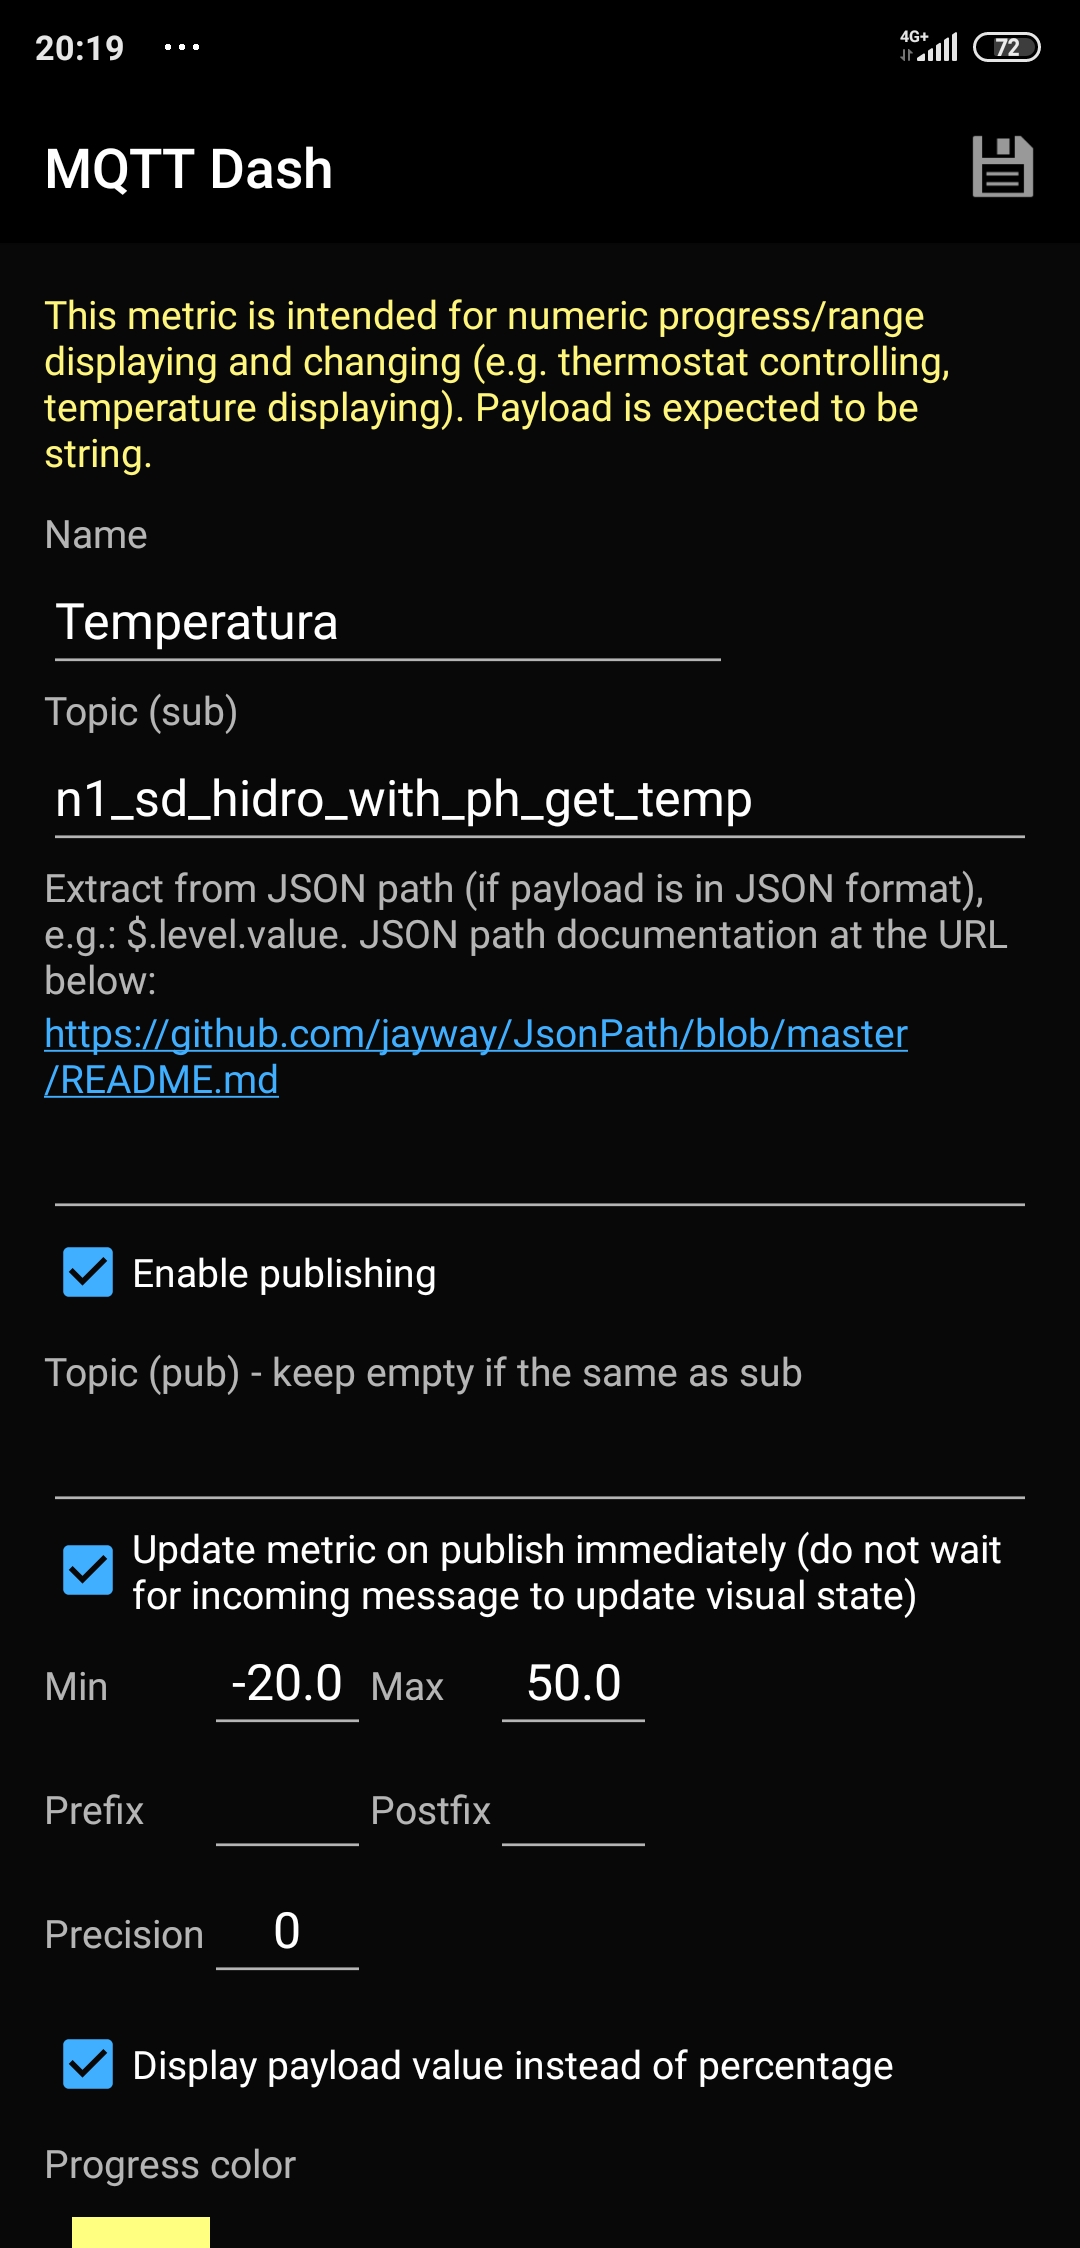 20:19 ... 4G+ 72
MQTT Dash
This metric is intended for numeric progress/range
displaying and changing (e.g. thermostat controlling,
temperature displaying). Payload is expected to be
string.
Name
Temperatura
Topic (sub)
n1_sd_hidro_with_ph_get_temp
Extract from JSON path (if payload is in JSON format),
e.g.: $.level.value. JSON path documentation at the URL
below:
https://github.com/jayway/JsonPath/blob/master
/README.md
Enable publishing
Topic (pub) - keep empty if the same as sub
Update metric on publish immediately (do not wait
for incoming message to update visual state)
Min -20.0 Max 50.0
Prefix Postfix
Precision 0
Display payload value instead of percentage
Progress color